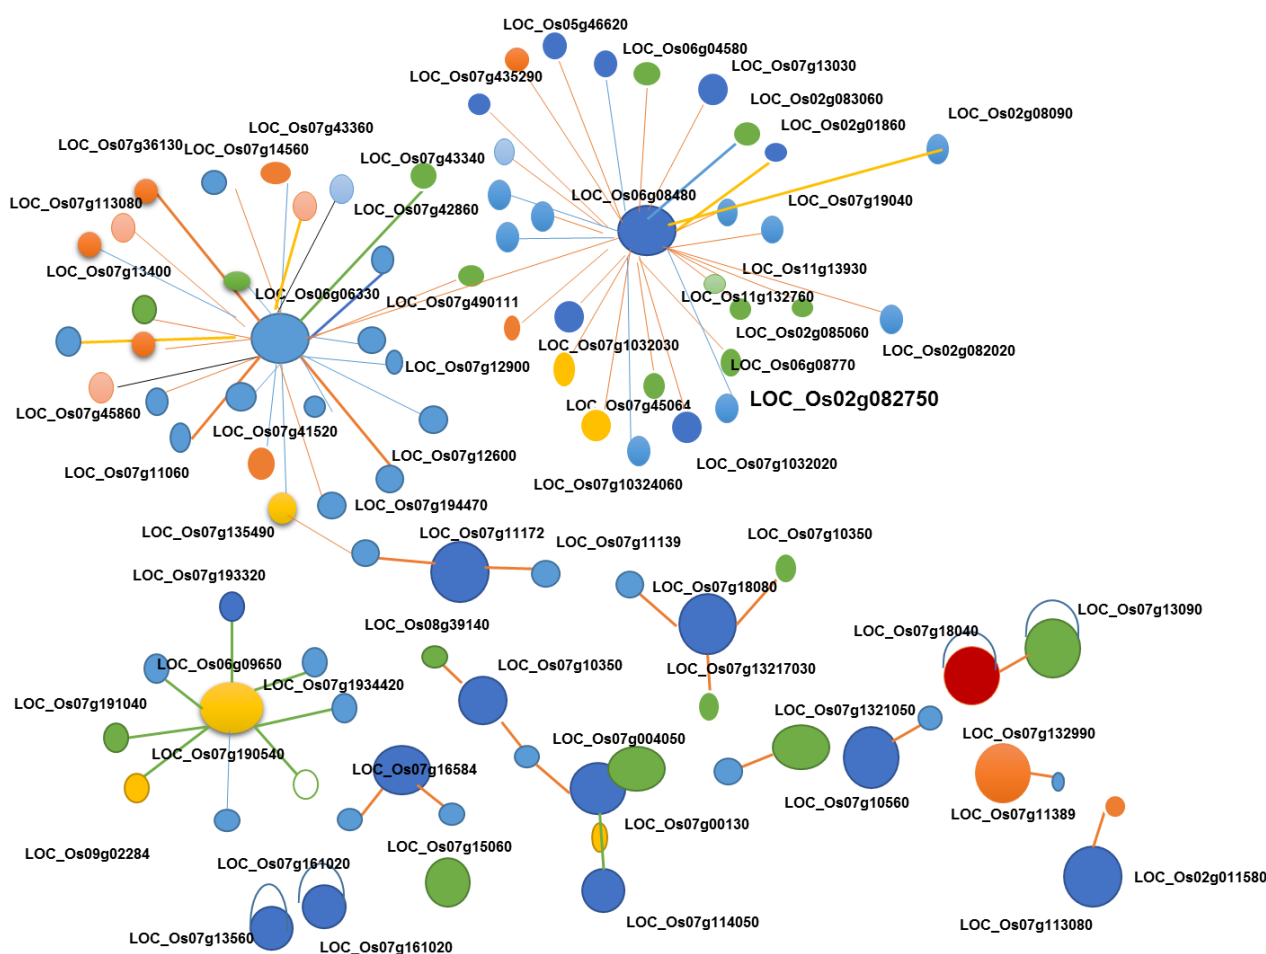 LOC_Os05g46620
LOC_Os06g04580
LOC_Os07g13030
LOC_Os07g435290
LOC_Os02g083060
LOC_Os02g08090
LOC_Os02g01860
LOC_Os07g43360
LOC_Os07g36130
LOC_Os07g14560
LOC_Os07g43340
LOC_Os07g113080
LOC_Os07g42860
LOC_Os06g08480
LOC_Os07g19040
LOC_Os07g13400
LOC_Os11g13930
LOC_Os06g06330
LOC_Os07g490111
LOC_Os11g132760
LOC_Os02g085060
LOC_Os07g1032030
LOC_Os02g082020
LOC_Os07g12900
LOC_Os06g08770
LOC_Os07g45860
LOC_Os07g45064
LOC_Os02g082750
LOC_Os07g41520
LOC_Os07g12600
LOC_Os07g1032020
LOC_Os07g11060
LOC_Os07g10324060
LOC_Os07g194470
LOC_Os07g135490
LOC_Os07g11172
LOC_Os07g11139
LOC_Os07g10350
LOC_Os07g193320
LOC_Os07g18080
LOC_Os07g13090
LOC_Os08g39140
LOC_Os07g18040
LOC_Os06g09650
LOC_Os07g10350
LOC_Os07g13217030
LOC_Os07g1934420
LOC_Os07g191040
LOC_Os07g1321050
LOC_Os07g004050
LOC_Os07g132990
LOC_Os07g190540
LOC_Os07g16584
LOC_Os07g10560
LOC_Os07g11389
LOC_Os07g00130
LOC_Os07g15060
LOC_Os09g02284
LOC_Os07g161020
LOC_Os02g011580
LOC_Os07g114050
LOC_Os07g113080
LOC_Os07g13560
LOC_Os07g161020